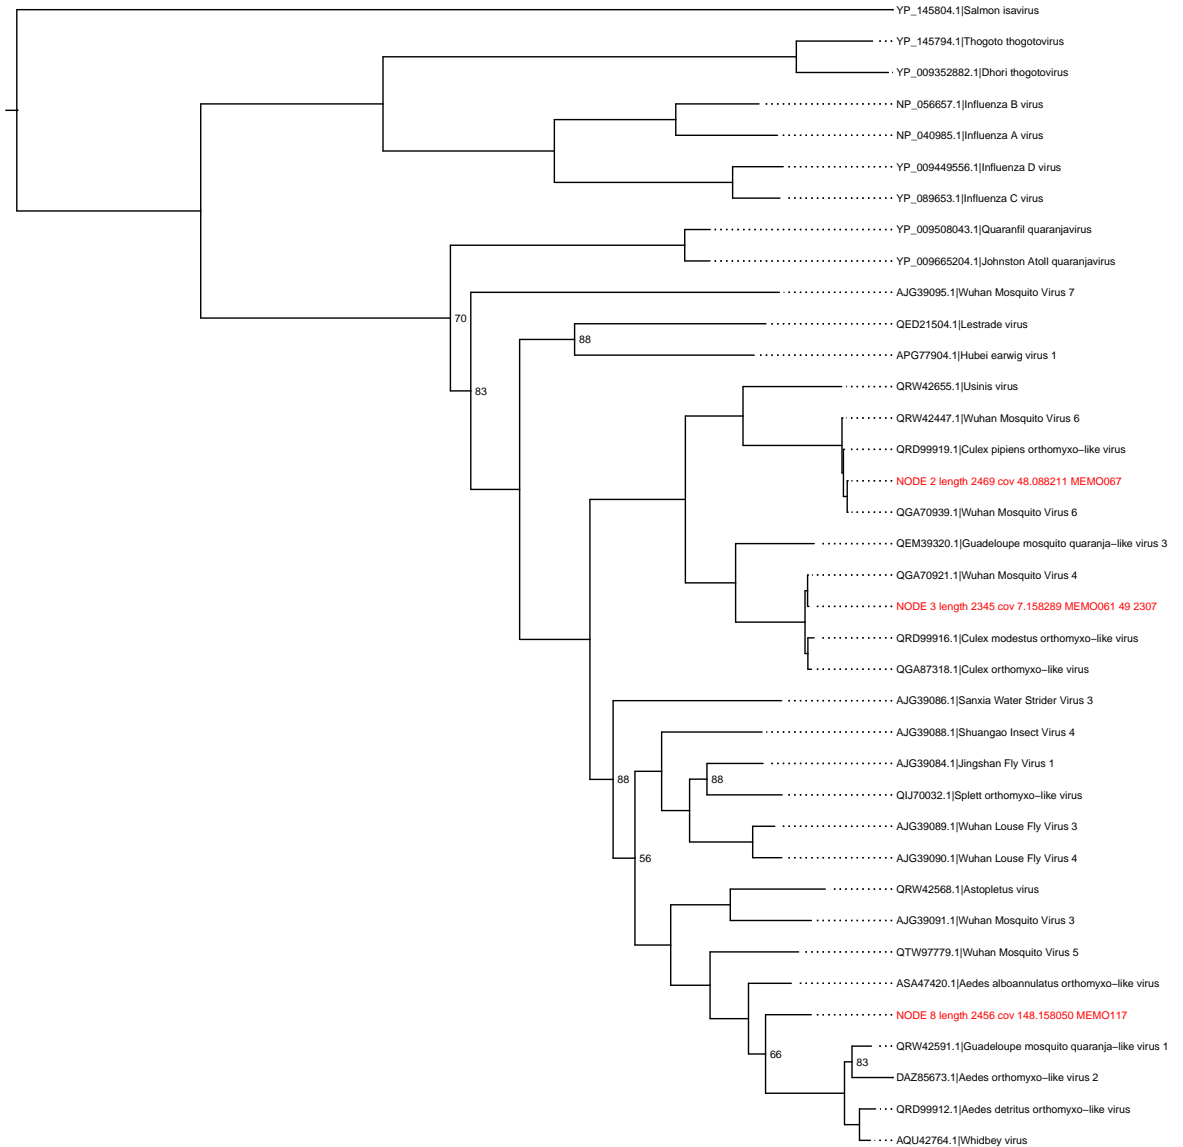 YP_145804.1|Salmon isavirus
YP_145794.1|Thogoto thogotovirus
YP_009352882.1|Dhori thogotovirus
NP_056657.1|Influenza B virus
NP_040985.1|Influenza A virus
YP_009449556.1|Influenza D virus
YP_089653.1|Influenza C virus
YP_009508043.1|Quaranfil quaranjavirus
YP_009665204.1|Johnston Atoll quaranjavirus
AJG39095.1|Wuhan Mosquito Virus 7
70
QED21504.1|Lestrade virus
88
APG77904.1|Hubei earwig virus 1
83
QRW42655.1|Usinis virus
QRW42447.1|Wuhan Mosquito Virus 6
QRD99919.1|Culex pipiens orthomyxo−like virus
NODE 2 length 2469 cov 48.088211 MEMO067
QGA70939.1|Wuhan Mosquito Virus 6
QEM39320.1|Guadeloupe mosquito quaranja−like virus 3
QGA70921.1|Wuhan Mosquito Virus 4
NODE 3 length 2345 cov 7.158289 MEMO061 49 2307
QRD99916.1|Culex modestus orthomyxo−like virus
QGA87318.1|Culex orthomyxo−like virus
AJG39086.1|Sanxia Water Strider Virus 3
AJG39088.1|Shuangao Insect Virus 4
AJG39084.1|Jingshan Fly Virus 1
88
88
QIJ70032.1|Splett orthomyxo−like virus
AJG39089.1|Wuhan Louse Fly Virus 3
AJG39090.1|Wuhan Louse Fly Virus 4
56
QRW42568.1|Astopletus virus
AJG39091.1|Wuhan Mosquito Virus 3
QTW97779.1|Wuhan Mosquito Virus 5
ASA47420.1|Aedes alboannulatus orthomyxo−like virus
NODE 8 length 2456 cov 148.158050 MEMO117
QRW42591.1|Guadeloupe mosquito quaranja−like virus 1
66
83
DAZ85673.1|Aedes orthomyxo−like virus 2
QRD99912.1|Aedes detritus orthomyxo−like virus
AQU42764.1|Whidbey virus